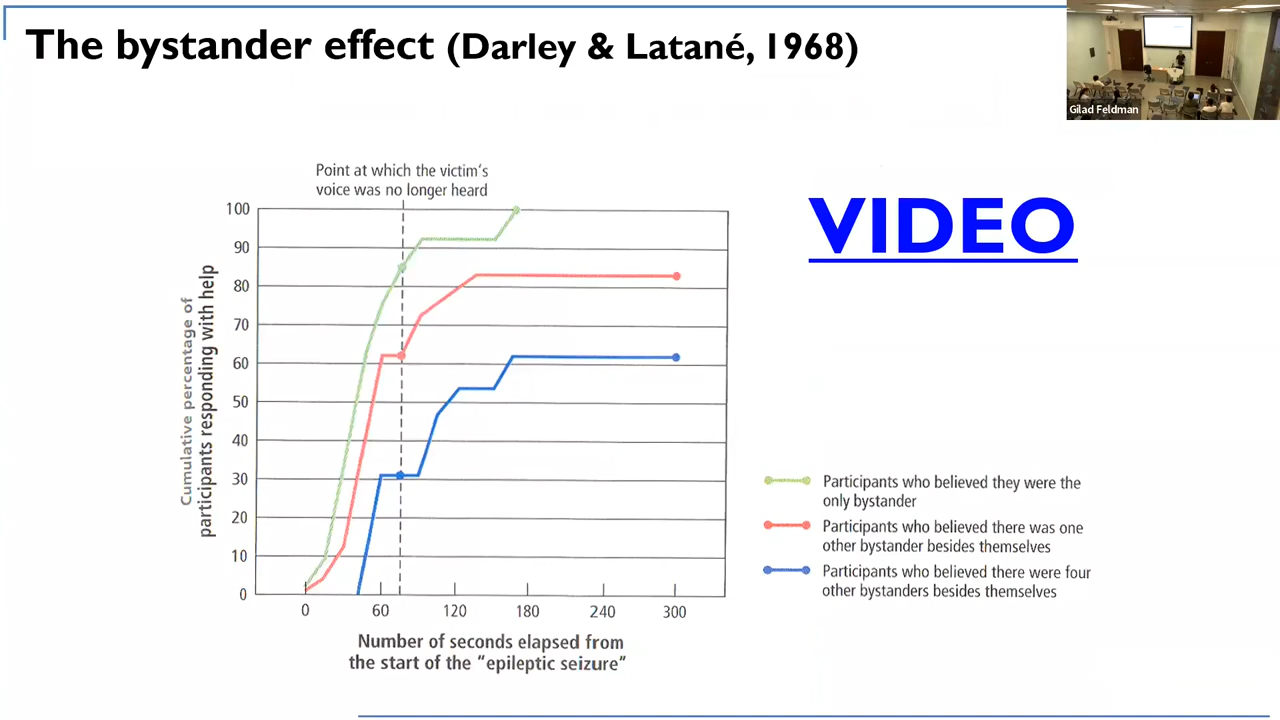 The bystander effect (Darley & Latané, 1968)
Gilad Feldman
Point at which the victim's
voice was no longer heard
VIDEO
100
90
80
70
60
50
40
30
20
10
0
Cumulative percentage of
participants responding with help
0 60 120 180 240 300
Number of seconds elapsed from
the start of the "epileptic seizure"
Participants who believed they were the
only bystander
Participants who believed there was one
other bystander besides themselves
Participants who believed there were four
other bystanders besides themselves